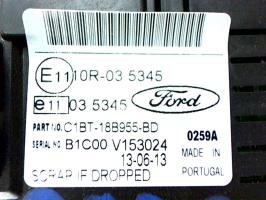 E11 10R-03 5345
e11 03 5345
Ford
PART NO. C1BT-18B955-BD
0259A
SERIAL NO. B1C00 V153024
MADE IN
13-06-13
PORTUGAL
SCRAP IF DROPPED